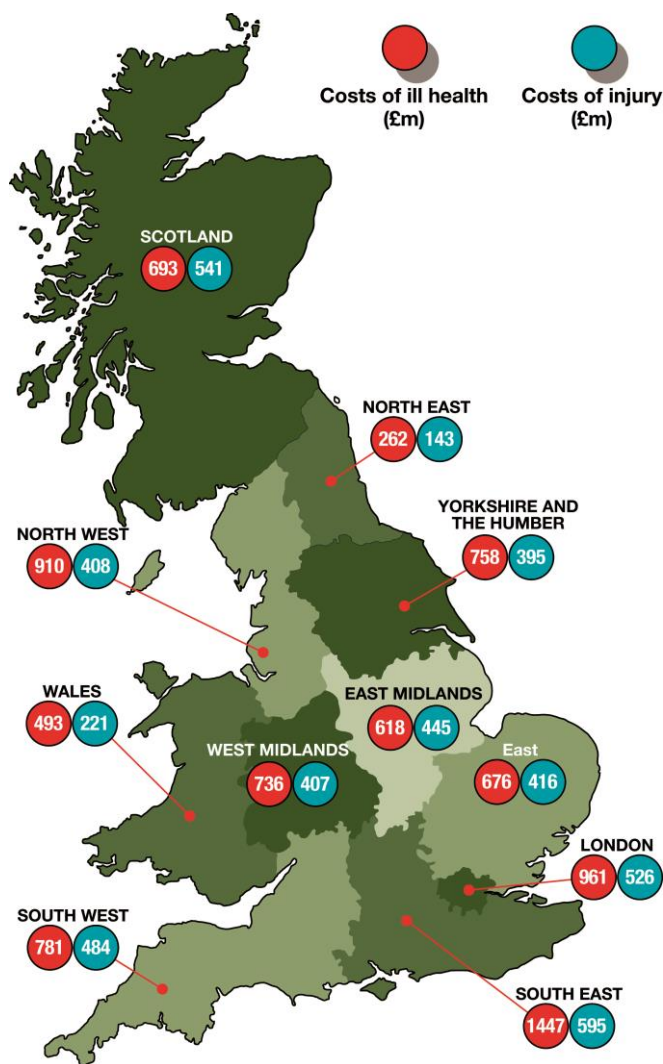 Costs of ill health
(£m)
Costs of injury
(£m)
SCOTLAND
693 541
NORTH EAST
262 143
YORKSHIRE AND
THE HUMBER
758 395
NORTH WEST
910 408
WALES
493 221
EAST MIDLANDS
618 445
WEST MIDLANDS
736 407
East
676 416
LONDON
961 526
SOUTH WEST
781 484
SOUTH EAST
1447 595